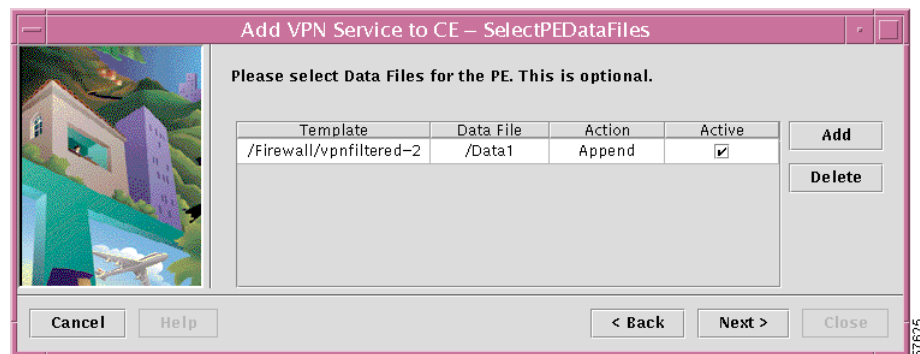 Add VPN Service to CE – SelectPEDataFiles
Please select Data Files for the PE. This is optional.
Template Data File Action Active
/Firewall/vpnfiltered–2 /Data1 Append
Add
Delete
Cancel Help < Back Next > Close